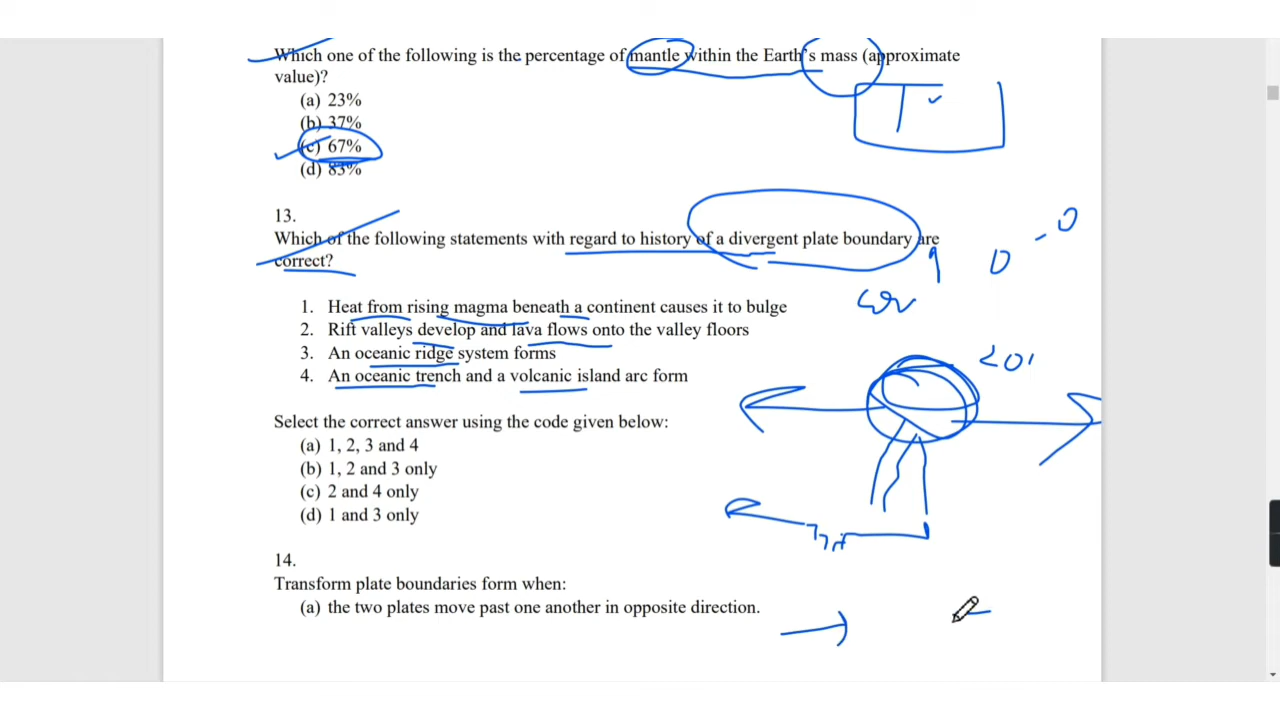 Which one of the following is the percentage of mantle within the Earth's mass (approximate
value)?
(a) 23%
(b) 37%
(c) 67%
(d) 83%
13.
Which of the following statements with regard to history of a divergent plate boundary are
correct?
1. Heat from rising magma beneath a continent causes it to bulge
2. Rift valleys develop and lava flows onto the valley floors
3. An oceanic ridge system forms
4. An oceanic trench and a volcanic island arc form
Select the correct answer using the code given below:
(a) 1, 2, 3 and 4
(b) 1, 2 and 3 only
(c) 2 and 4 only
(d) 1 and 3 only
14.
Transform plate boundaries form when:
(a) the two plates move past one another in opposite direction.